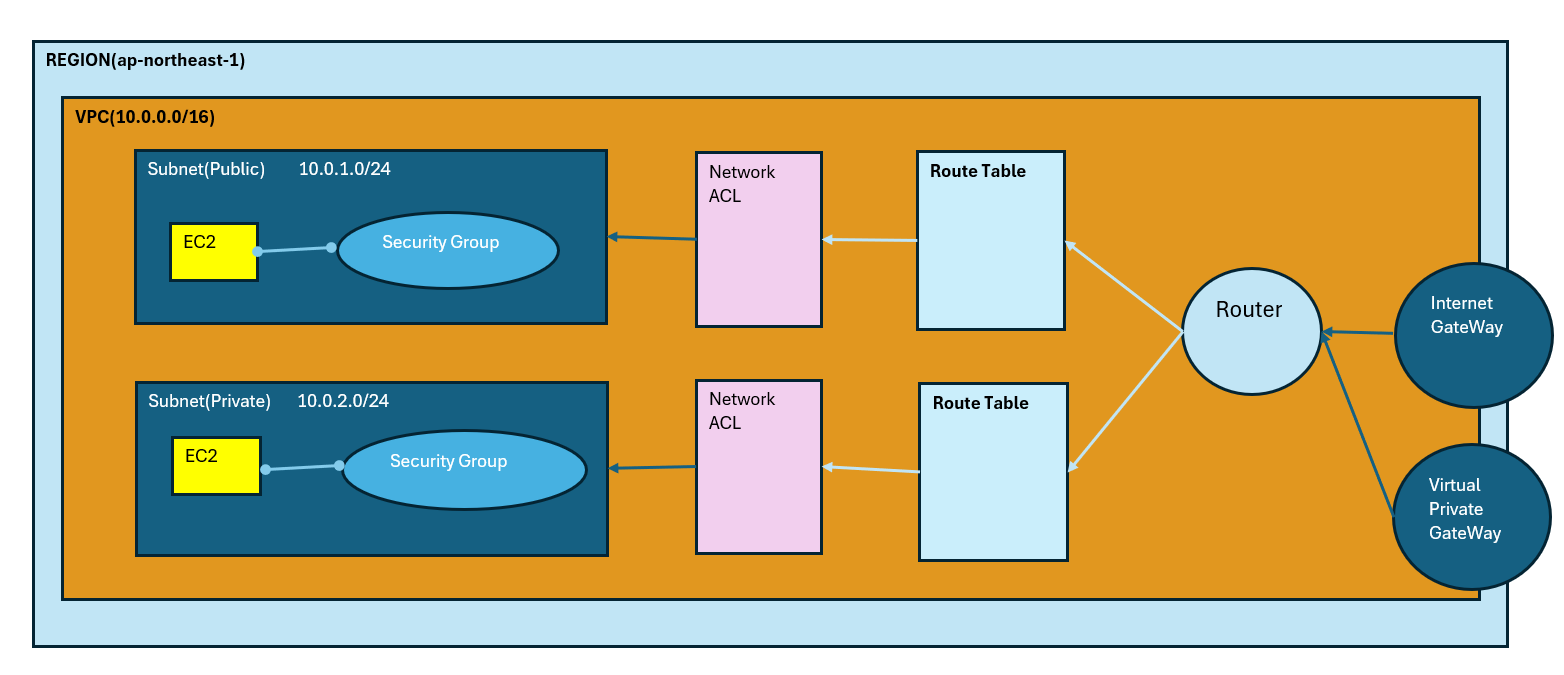 REGION(ap-northeast-1)
VPC(10.0.0.0/16)
Subnet(Public) 10.0.1.0/24
EC2
Security Group
Network
ACL
Route Table
Router
Internet
GateWay
Subnet(Private) 10.0.2.0/24
EC2
Security Group
Network
ACL
Route Table
Virtual
Private
GateWay